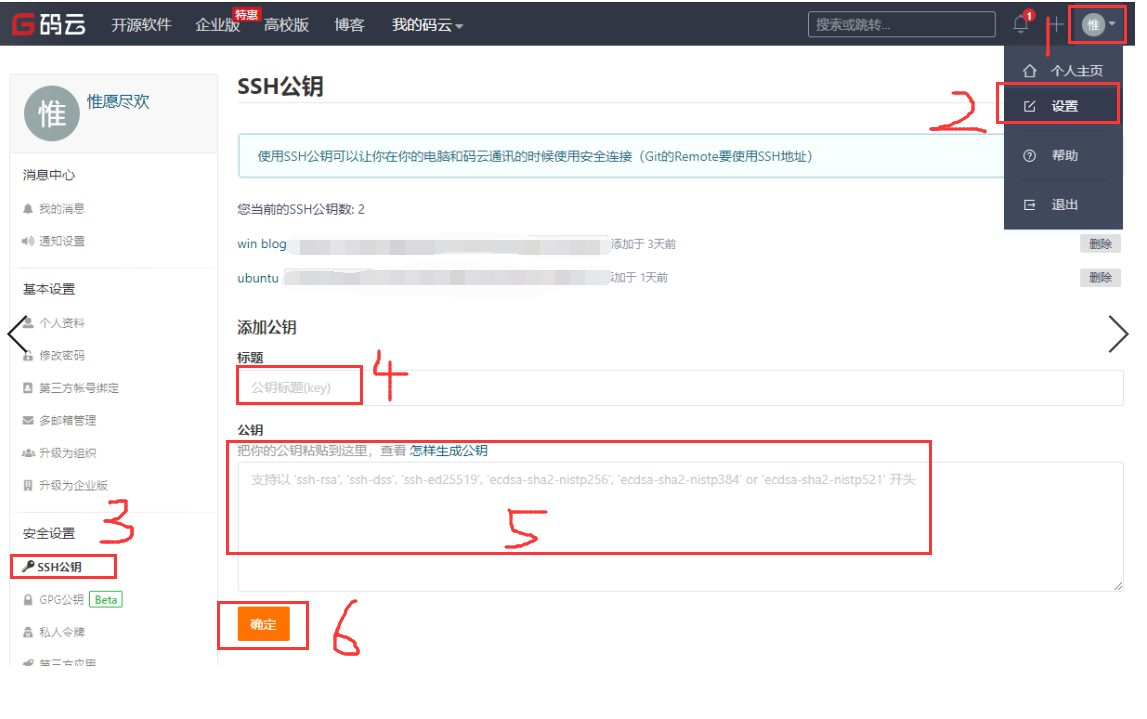 码云 开源软件 企业版 特惠 高校版 博客 我的码云 搜索或跳转... 1 惟
1
个人主页
2 设置
帮助
退出
惟 惟愿尽欢
消息中心
我的消息
通知设置
基本设置
个人资料
修改密码
第三方帐号绑定
多邮箱管理
升级为组织
升级为企业版
3
安全设置
SSH公钥
GPG公钥 Beta
私人令牌
第三方应用
SSH公钥
使用SSH公钥可以让你在你的电脑和码云通讯的时候使用安全连接（Git的Remote要使用SSH地址）
您当前的SSH公钥数: 2
win blog 添加于 3天前 删除
ubuntu 添加于 1天前 删除
添加公钥
标题
公钥标题(key) 4
公钥
把你的公钥粘贴到这里，查看 怎样生成公钥
支持以 'ssh-rsa', 'ssh-dss', 'ssh-ed25519', 'ecdsa-sha2-nistp256', 'ecdsa-sha2-nistp384' or 'ecdsa-sha2-nistp521' 开头
5
确定 6